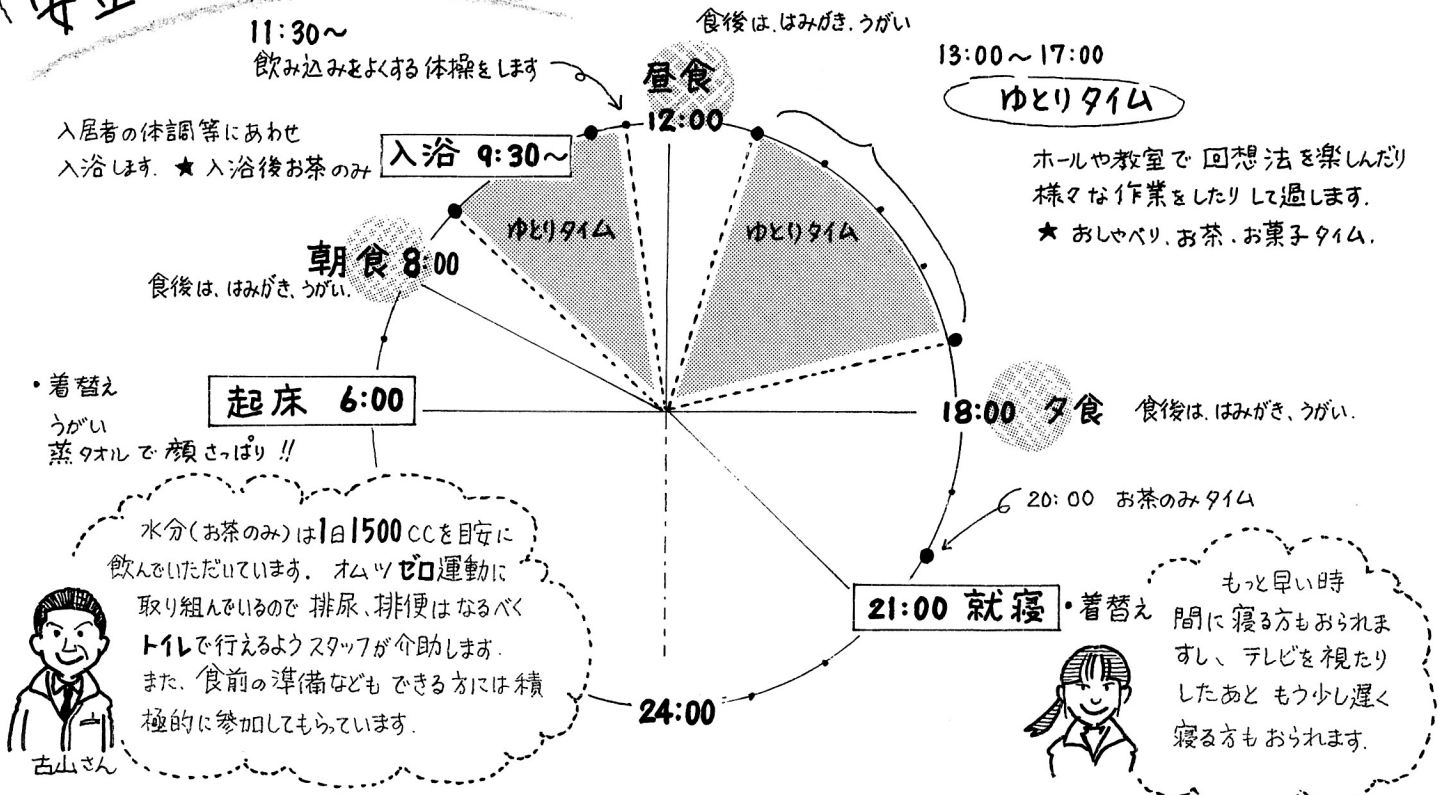 安
11:30〜
飲み込みをよくする体操をします
食後は、はみがき、うがい
昼食
12:00
13:00〜17:00
ゆとりタイム
ホールや教室で回想法を楽しんだり
様々な作業をしたりして過します.
★ おしゃべり、お茶、お菓子タイム.
入居者の体調等にあわせ
入浴します. ★ 入浴後お茶のみ
入浴 9:30〜
ゆとりタイム
ゆとりタイム
朝食 8:00
食後は、はみがき、うがい.
・着替え
うがい
蒸タオルで顔さっぱり!!
起床 6:00
18:00 夕食
食後は、はみがき、うがい.
20:00 お茶のみタイム
21:00 就寝
・着替え
24:00
水分(お茶のみ)は1日1500CCを目安に
飲んでいただいています. オムツゼロ運動に
取り組んでいるので排尿、排便はなるべく
トイレで行えるようスタッフが介助します.
また、食前の準備などもできる方には積
極的に参加してもらっています.
古山さん
もっと早い時
間に寝る方もおられま
すし、テレビを視たり
したあともう少し遅く
寝る方もおられます.